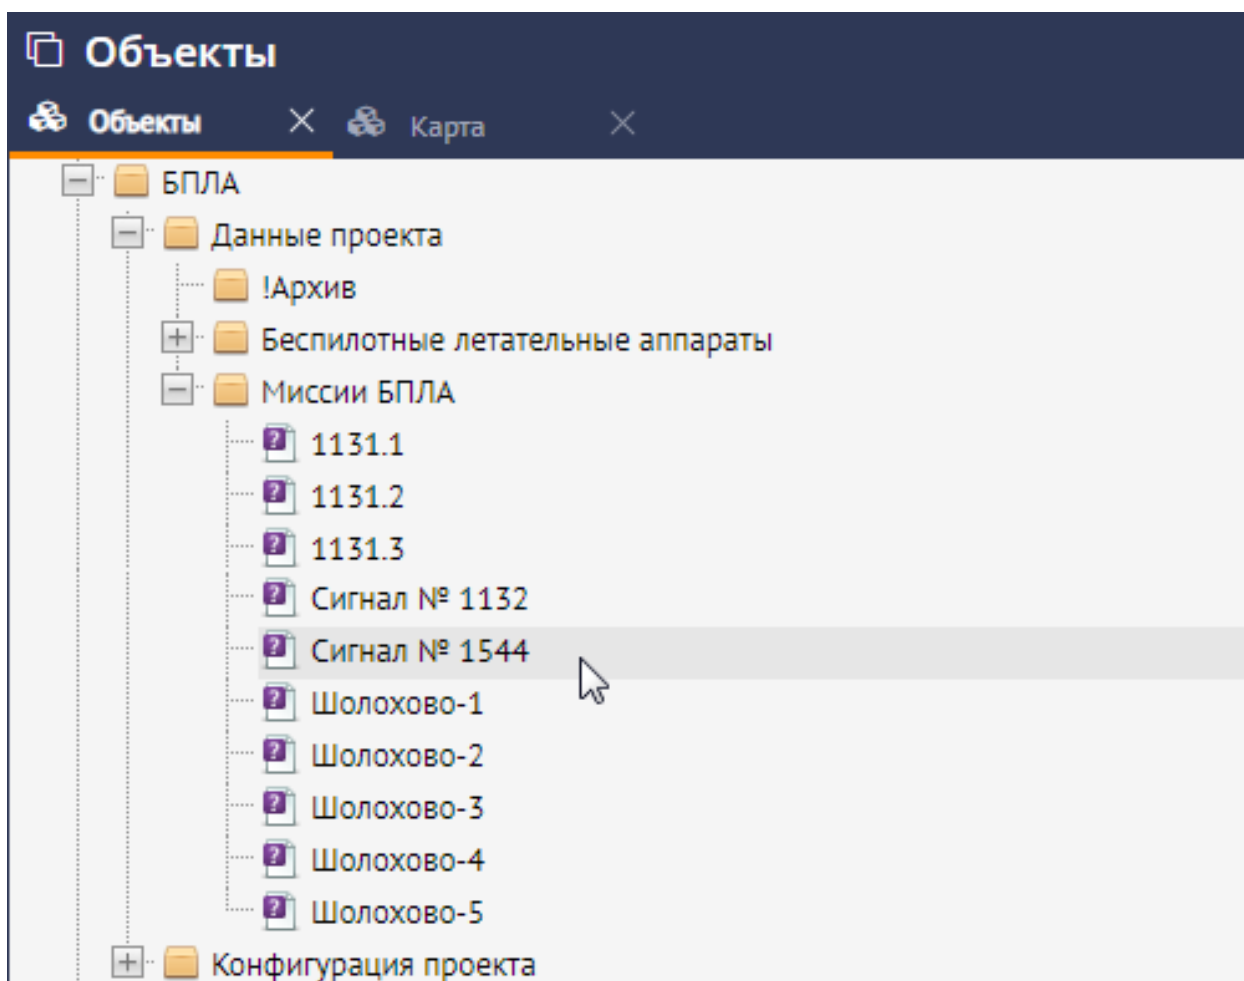 Объекты
Объекты Карта
БПЛА
Данные проекта
!Архив
Беспилотные летательные аппараты
Миссии БПЛА
1131.1
1131.2
1131.3
Сигнал № 1132
Сигнал № 1544
Шолохово-1
Шолохово-2
Шолохово-3
Шолохово-4
Шолохово-5
Конфигурация проекта